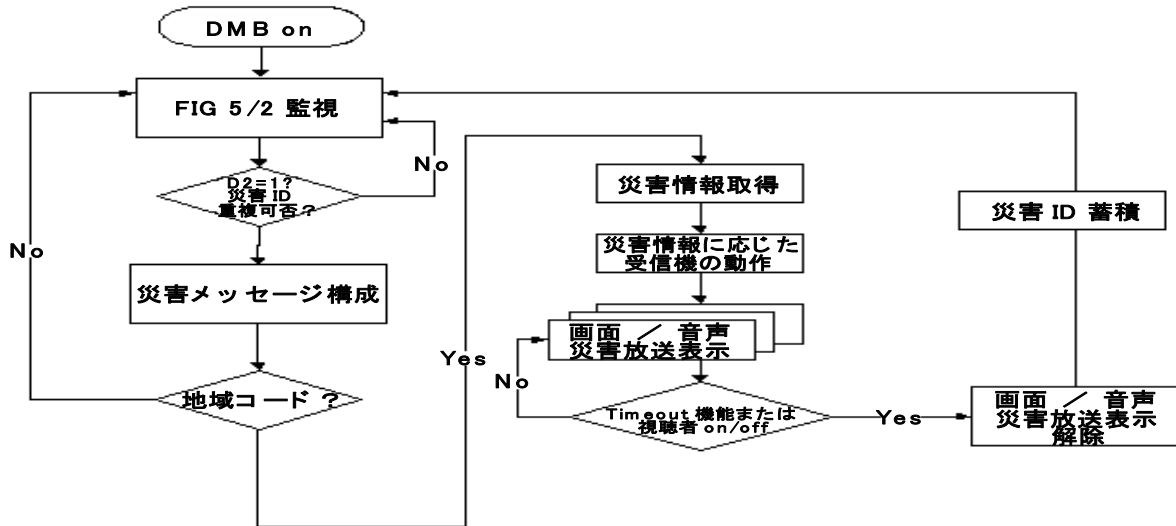 DMB on
FIG 5/2 監視
No
D2=1?
災害 ID
重複可否?
No
災害メッセージ構成
地域コード ?
Yes
災害情報取得
災害情報に応じた
受信機の動作
画面 / 音声
災害放送表示
No
Timeout 機能または
視聴者 on/off
Yes
災害 ID 蓄積
画面 / 音声
災害放送表示
解除